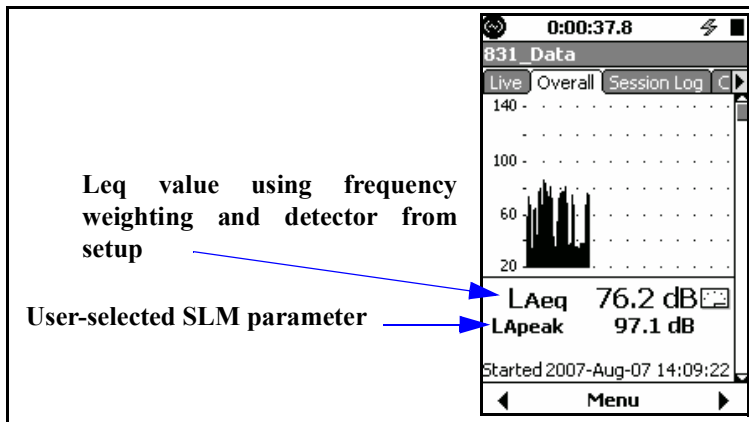 0:00:37.8
831_Data
Live Overall Session Log C
140
100
60
20
Leq value using frequency
weighting and detector from
setup
LAeq 76.2 dB
User-selected SLM parameter
LApeak 97.1 dB
Started 2007-Aug-07 14:09:22
Menu